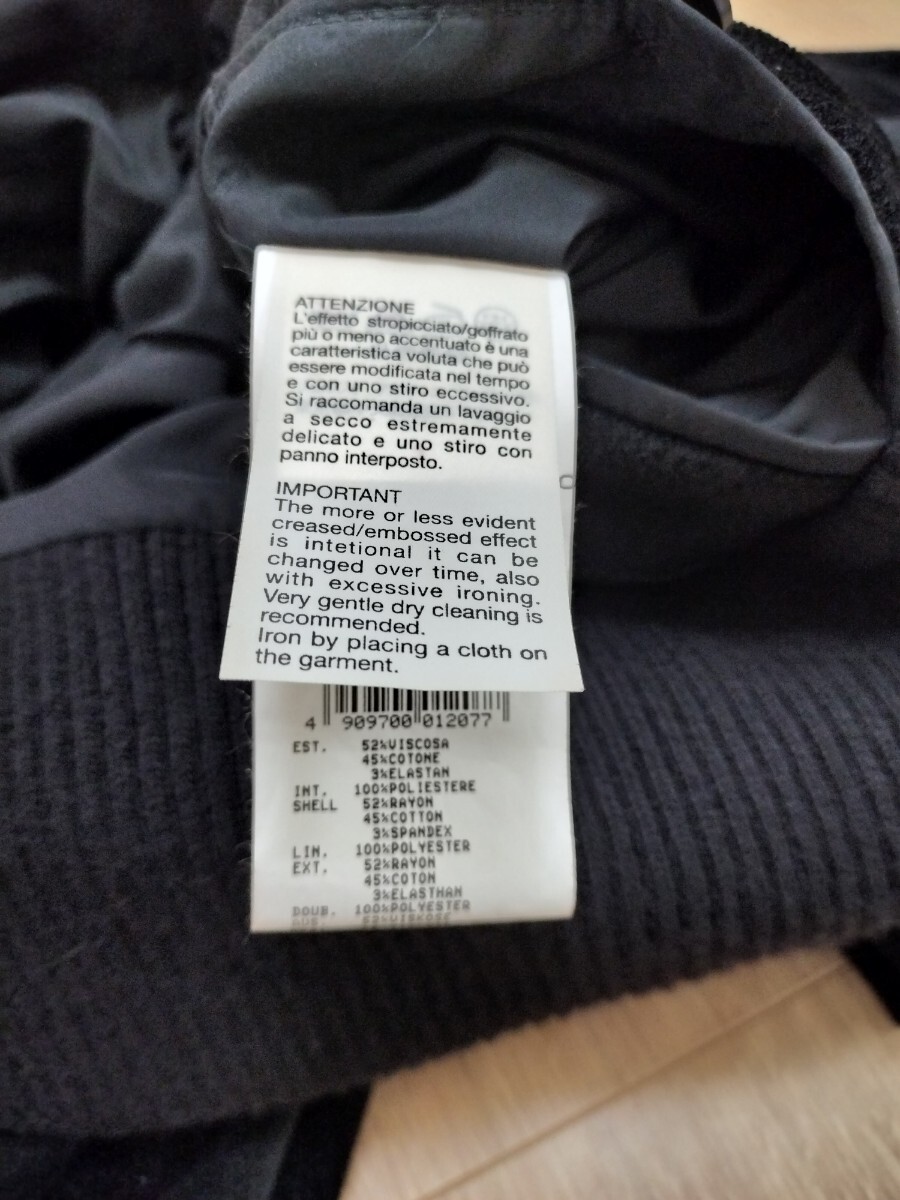 ATTENZIONE
L'effetto stropicciato/goffrato
più o meno accentuato è una
caratteristica voluta che può
essere modificata nel tempo
e con uno stiro eccessivo.
Si raccomanda un lavaggio
a secco estremamente
delicato e uno stiro con
panno interposto.
IMPORTANT
The more or less evident
creased/embossed effect
is intetional it can be
changed over time, also
with excessive ironing.
Very gentle dry cleaning is
recommended.
Iron by placing a cloth on
the garment.
4 909700 012077
EST. 52%VISCOSA
45%COTONE
3%ELASTAN
INT. 100%POLIESTERE
SHELL 52%RAYON
45%COTTON
3%SPANDEX
LIN. 100%POLYESTER
EXT. 52%RAYON
45%COTON
3%ELASTHAN
DOUB. 100%POLYESTER
52%VISKOSE